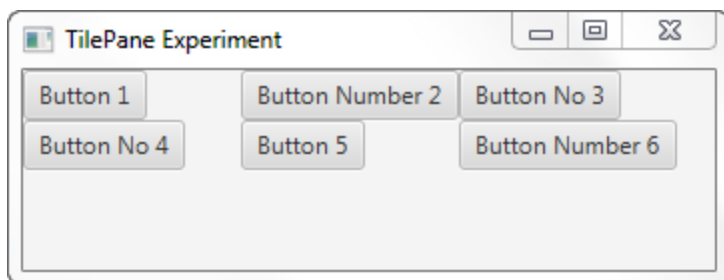 TilePane Experiment
Button 1 Button Number 2 Button No 3
Button No 4 Button 5 Button Number 6